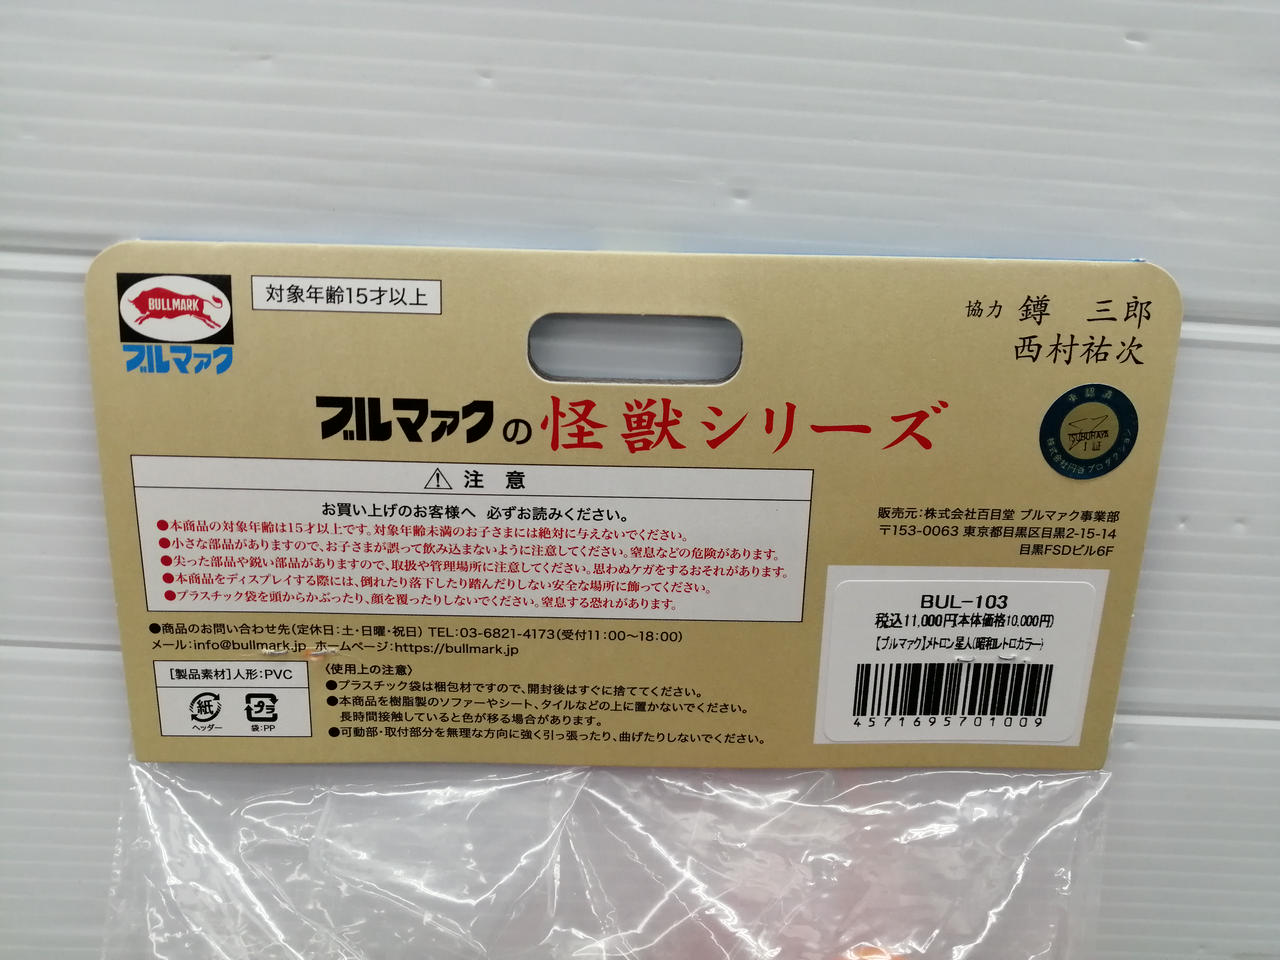 BULLMARK
ブルマァク
対象年齢15才以上
協力 鐏 三郎
西村祐次
ブルマァクの怪獣シリーズ
承認済
TSUBURAYA
証
株式会社円谷プロダクション
注 意
お買い上げのお客様へ 必ずお読みください。
●本商品の対象年齢は15才以上です。対象年齢未満のお子さまには絶対に与えないでください。
●小さな部品がありますので、お子さまが誤って飲み込まないように注意してください。窒息などの危険があります。
●尖った部品や鋭い部品がありますので、取扱や管理場所に注意してください。思わぬケガをするおそれがあります。
●本商品をディスプレイする際には、倒れたり落下したり踏んだりしない安全な場所に飾ってください。
●プラスチック袋を頭からかぶったり、顔を覆ったりしないでください。窒息する恐れがあります。
販売元:株式会社百目堂 ブルマァク事業部
〒153-0063 東京都目黒区目黒2-15-14
目黒FSDビル6F
●商品のお問い合わせ先(定休日:土・日曜・祝日) TEL:03-6821-4173(受付11:00~18:00)
メール:info@bullmark.jp ホームページ:https://bullmark.jp
[製品素材]人形:PVC
紙
ヘッダー
プラ
袋:PP
〈使用上の注意〉
●プラスチック袋は梱包材ですので、開封後はすぐに捨ててください。
●本商品を樹脂製のソファーやシート、タイルなどの上に置かないでください。
長時間接触していると色が移る場合があります。
●可動部・取付部分を無理な方向に強く引っ張ったり、曲げたりしないでください。
BUL-103
税込11,000円(本体価格10,000円)
【ブルマァク】メトロン星人(昭和レトロカラー)
4571695701009